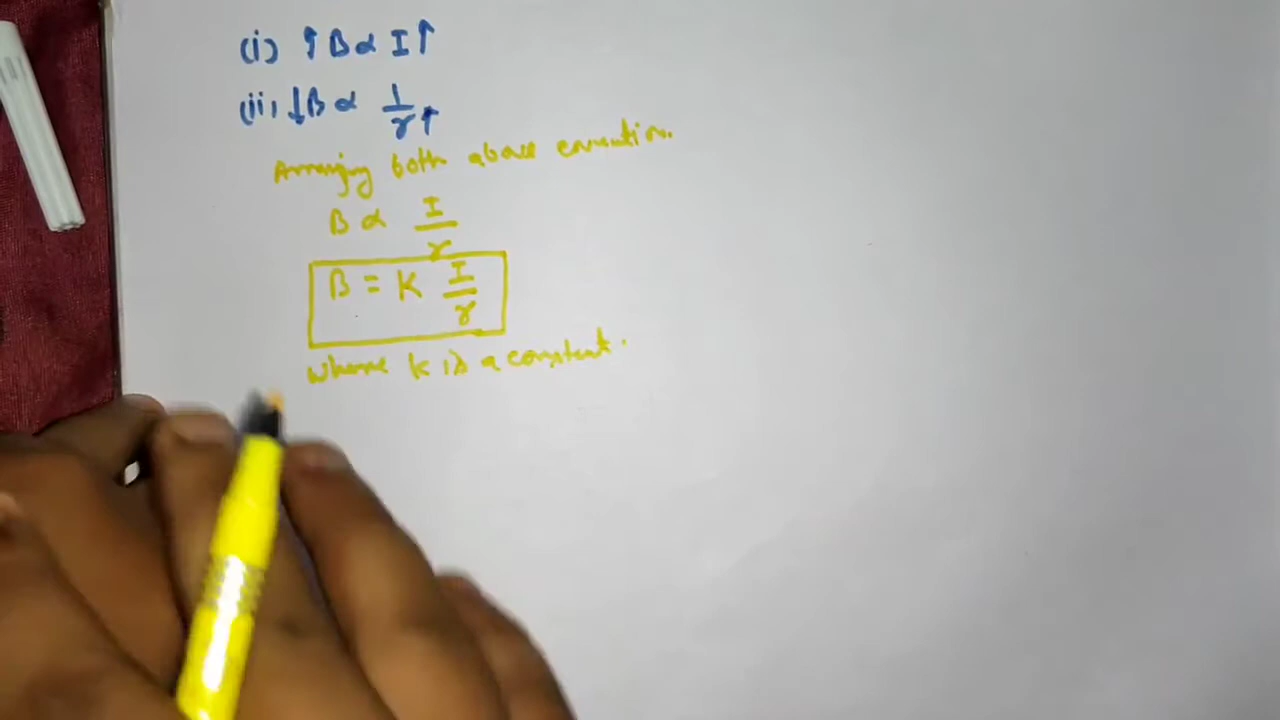 (i) ↑ B ∝ I ↑
(ii) ↓ B ∝ 1/r ↑
Arranging both above equation.
B ∝ I/r
B = K I/r
where K is a constant.